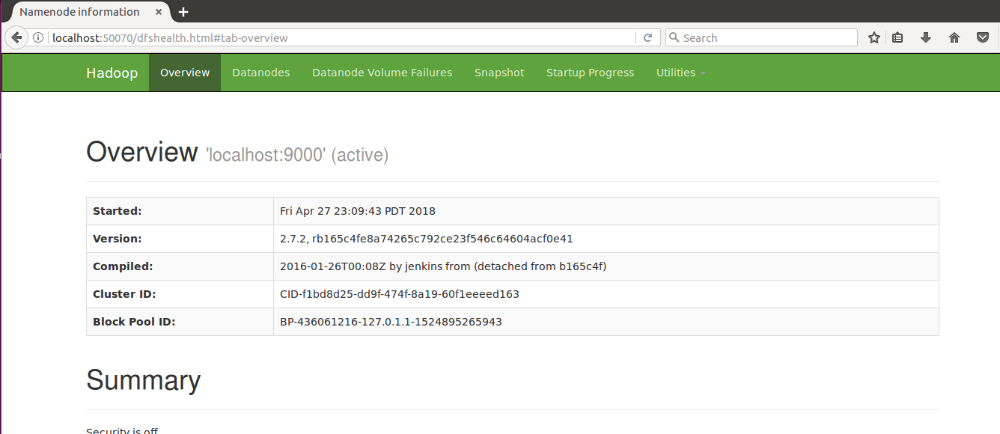 Namenode information
localhost:50070/dfshealth.html#tab-overview Search
Hadoop Overview Datanodes Datanode Volume Failures Snapshot Startup Progress Utilities
Overview 'localhost:9000' (active)
Started: Fri Apr 27 23:09:43 PDT 2018
Version: 2.7.2, rb165c4fe8a74265c792ce23f546c64604acf0e41
Compiled: 2016-01-26T00:08Z by jenkins from (detached from b165c4f)
Cluster ID: CID-f1bd8d25-dd9f-474f-8a19-60f1eeeed163
Block Pool ID: BP-436061216-127.0.1.1-1524895265943
Summary
Security is off